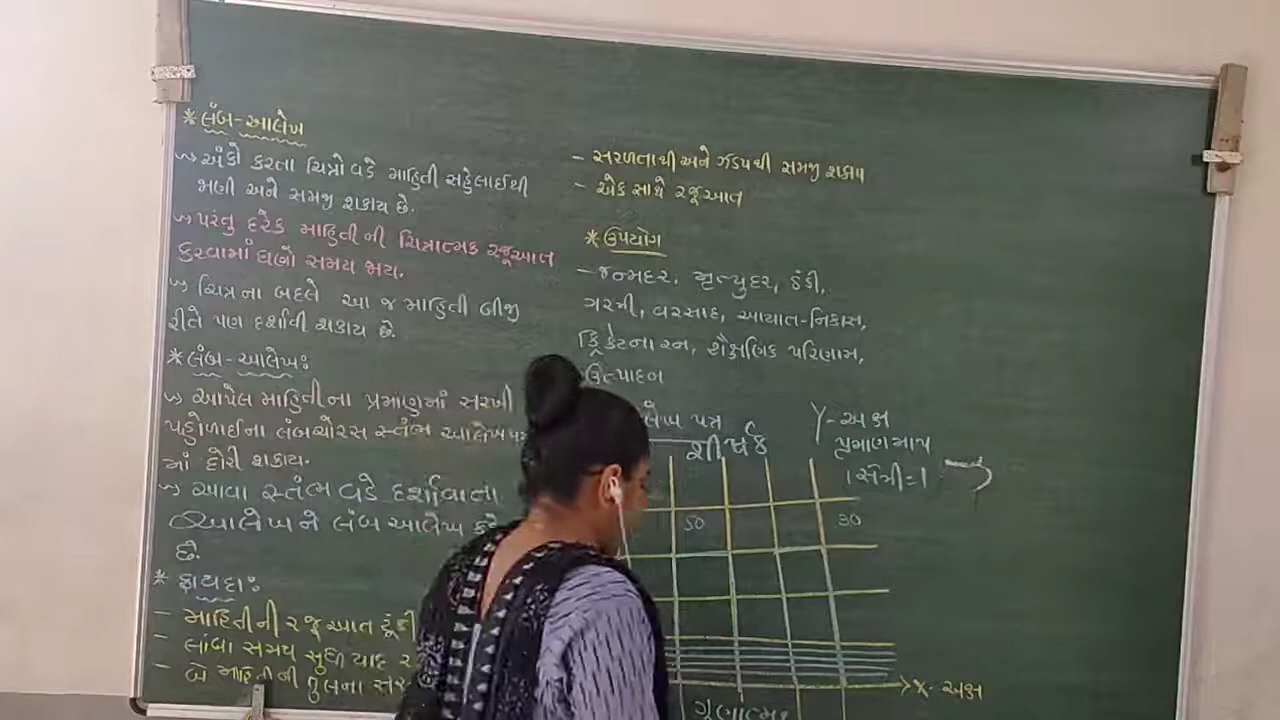 * લંબ-આલેખ
↳ અંકો કરતા ચિત્રો વડે માહિતી સહેલાઈથી
ભણી અને સમજી શકાય છે.
↳ પરંતુ દરેક માહિતીની ચિત્રાત્મક રજૂઆત
કરવામાં ઘણો સમય જાય.
↳ ચિત્રના બદલે આ જ માહિતી બીજી
રીતે પણ દર્શાવી શકાય છે.
* લંબ-આલેખ:
↳ આપેલ માહિતીના પ્રમાણમાં સરખી
પહોળાઈના લંબચોરસ સ્તંભ આલેખપત્ર
માં દોરી શકાય.
↳ આવા સ્તંભ વડે દર્શાવાતા
આલેખને લંબ આલેખ કહે
છે.
* ફાયદા:
- માહિતીની રજૂઆત ટૂંકી
- લાંબા સમય સુધી યાદ ર
- બે માહિતીની તુલના સર
- સરળતાથી અને ઝડપથી સમજી શકાય
- એક સાથે રજૂઆત
* ઉપયોગ
- જન્મદર, મૃત્યુદર, ઠંડી,
ગરમી, વરસાદ, આયાત-નિકાસ,
ક્રિકેટના રન, શૈક્ષણિક પરિણામ,
ઉત્પાદન
લેખ પત્ર
શીર્ષક
Y-અક્ષ
પ્રમાણમાપ
1 સેમી = 1
50
30
X-અક્ષ